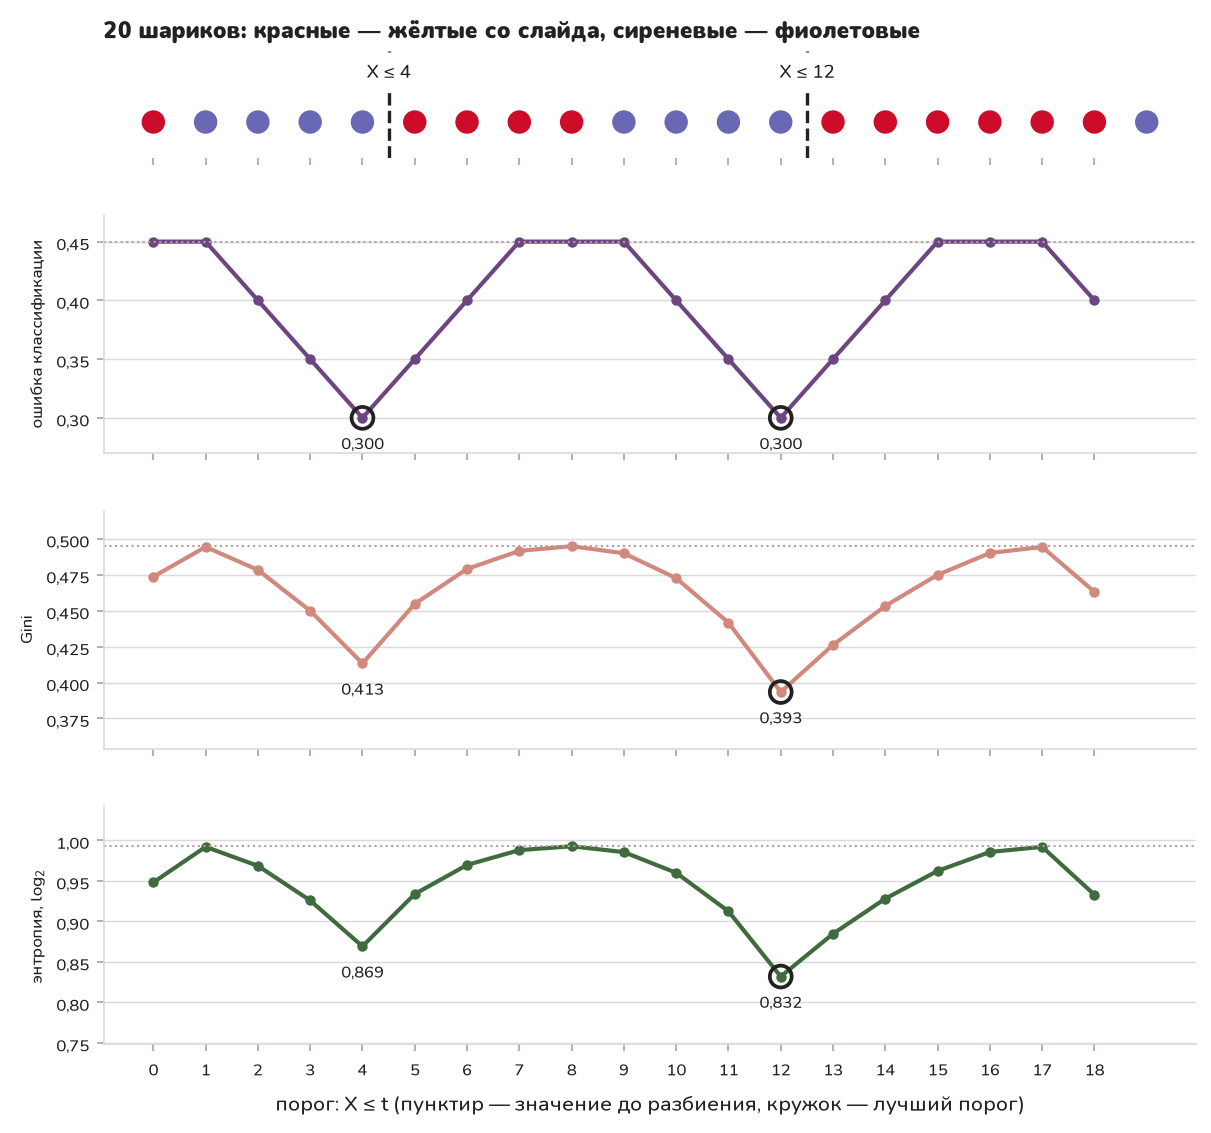 20 шариков: красные — жёлтые со слайда, сиреневые — фиолетовые
X ≤ 4
X ≤ 12
ошибка классификации
0,45
0,40
0,35
0,30
0,300
0,300
Gini
0,500
0,475
0,450
0,425
0,400
0,375
0,413
0,393
энтропия, log₂
1,00
0,95
0,90
0,85
0,80
0,75
0,869
0,832
0 1 2 3 4 5 6 7 8 9 10 11 12 13 14 15 16 17 18
порог: X ≤ t (пунктир — значение до разбиения, кружок — лучший порог)